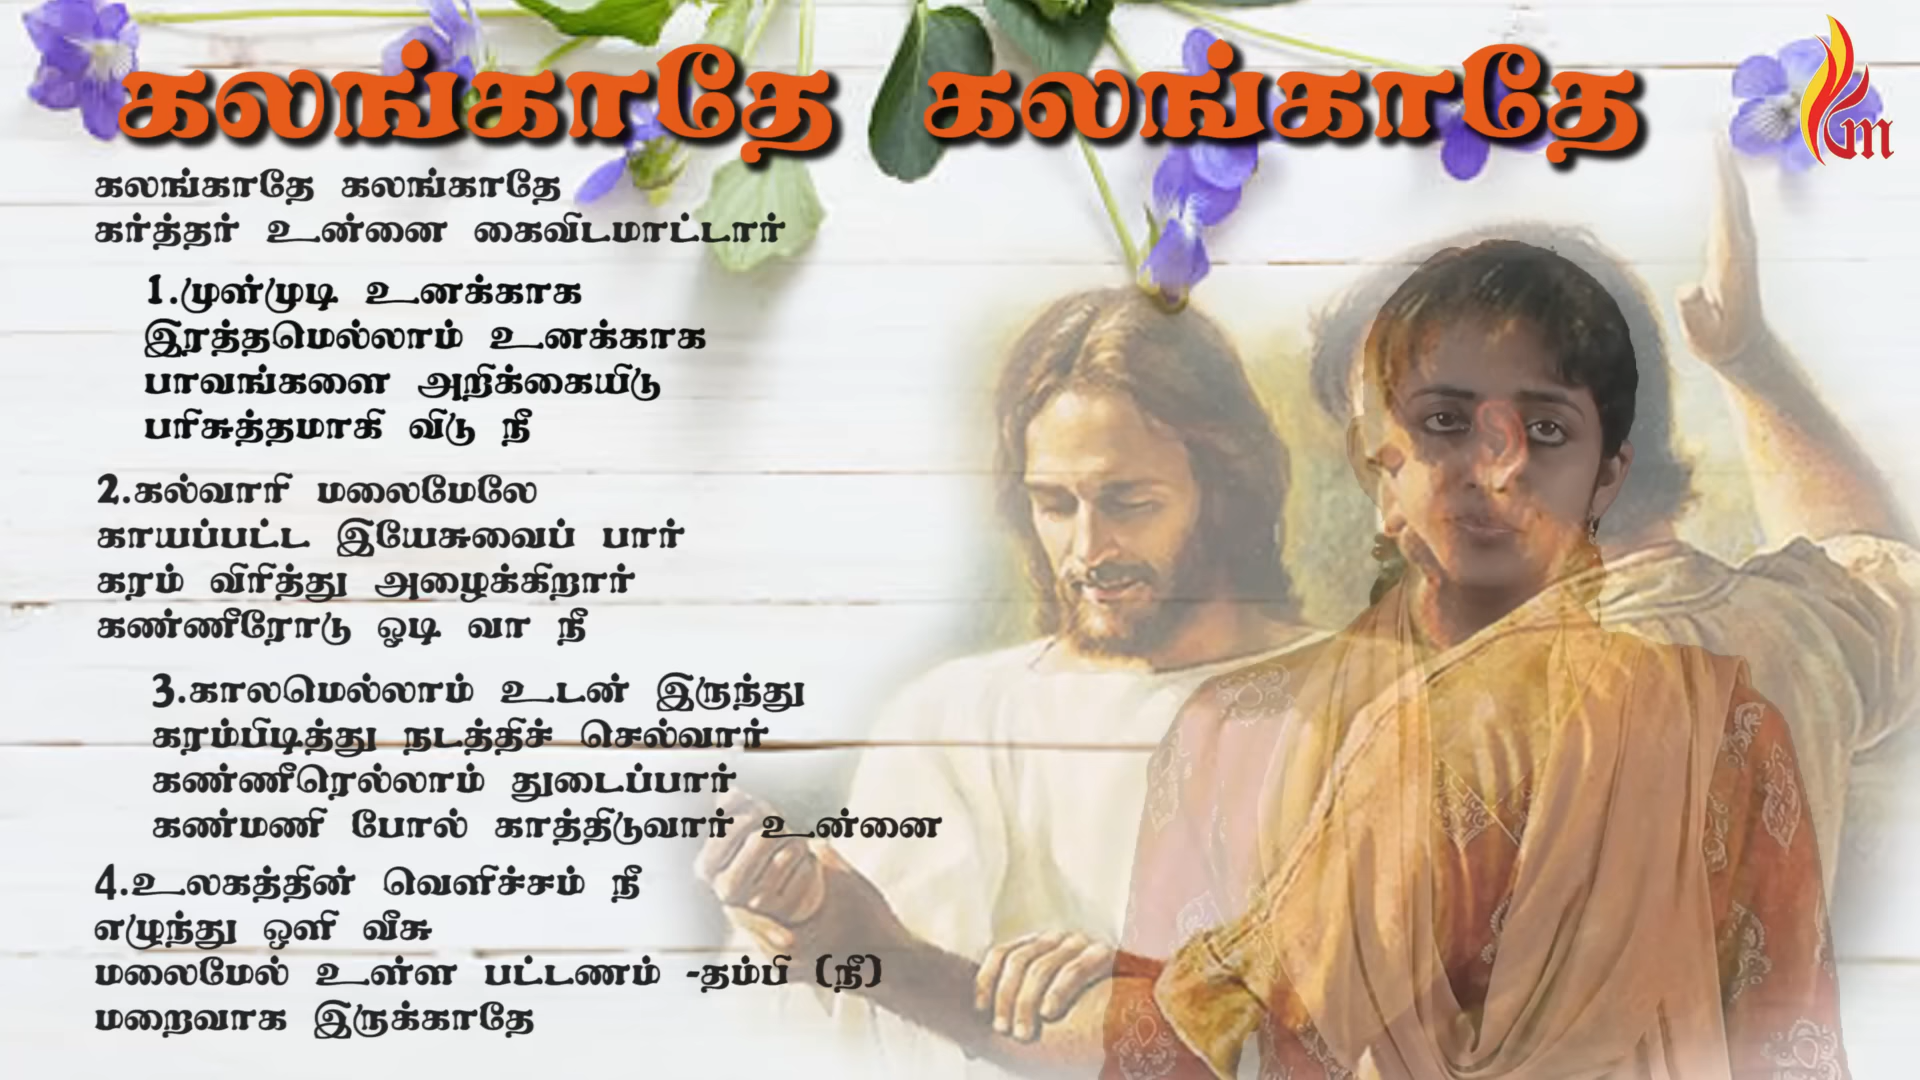 கலங்காதே கலங்காதே
கலங்காதே கலங்காதே
கர்த்தர் உன்னை கைவிடமாட்டார்
1.முள்முடி உனக்காக
இரத்தமெல்லாம் உனக்காக
பாவங்களை அறிக்கையிடு
பரிசுத்தமாகி விடு நீ
2.கல்வாரி மலைமேலே
காயப்பட்ட இயேசுவைப் பார்
கரம் விரித்து அழைக்கிறார்
கண்ணீரோடு ஓடி வா நீ
3.காலமெல்லாம் உடன் இருந்து
கரம்பிடித்து நடத்திச் செல்வார்
கண்ணீரெல்லாம் துடைப்பார்
கண்மணி போல் காத்திடுவார் உன்னை
4.உலகத்தின் வெளிச்சம் நீ
எழுந்து ஒளி வீசு
மலைமேல் உள்ள பட்டணம் -தம்பி (நீ)
மறைவாக இருக்காதே